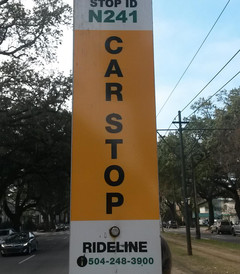 STOP ID
N241
CAR STOP
RIDELINE
504-248-3900